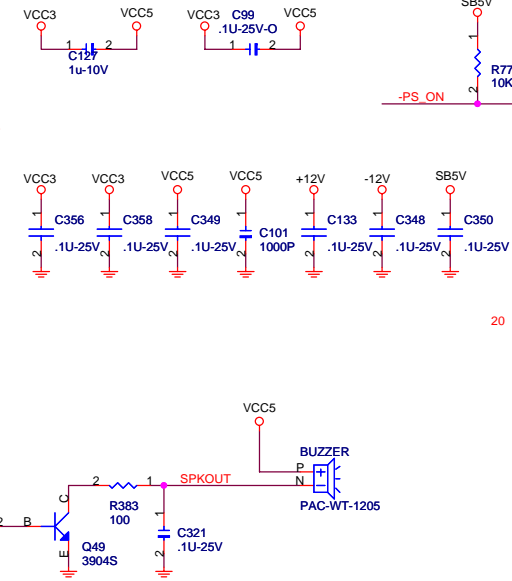 VCC3
VCC5
VCC3
C99
VCC5
SB5V
.1U-25V-O
1
2
1
2
1
C127
1u-10V
R77
10K
2
-PS_ON
VCC3
VCC3
VCC5
VCC5
+12V
-12V
SB5V
1
1
1
1
1
1
1
C356
C358
C349
C101
C133
C348
C350
.1U-25V
.1U-25V
.1U-25V
1000P
.1U-25V
.1U-25V
.1U-25V
2
2
2
2
2
2
2
20
VCC5
BUZZER
P
N
PAC-WT-1205
2
1
SPKOUT
R383
100
C
1
2
B
C321
.1U-25V
Q49
3904S
E
2